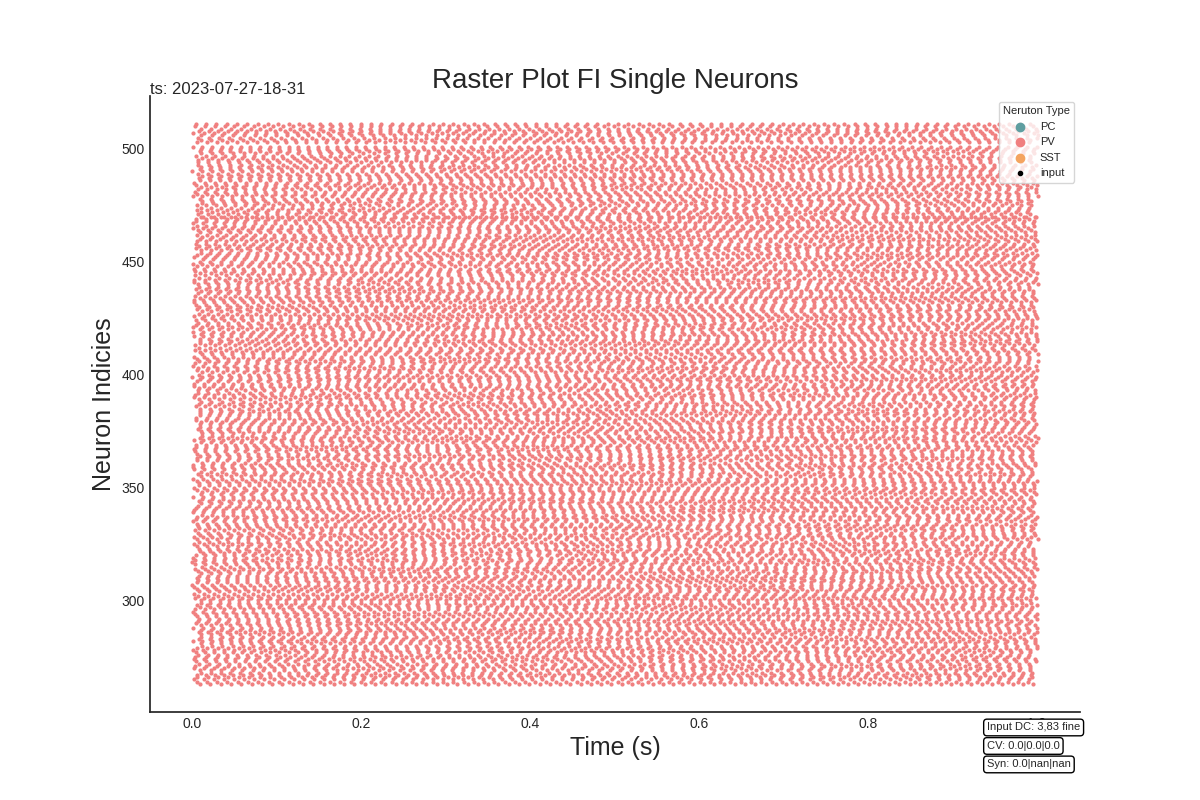 Raster Plot FI Single Neurons
ts: 2023-07-27-18-31
Neruton Type
PC
PV
SST
input
500
450
400
350
300
Neuron Indicies
0.0 0.2 0.4 0.6 0.8
Time (s)
Input DC: 3,83 fine
CV: 0.0|0.0|0.0
Syn: 0.0|nan|nan